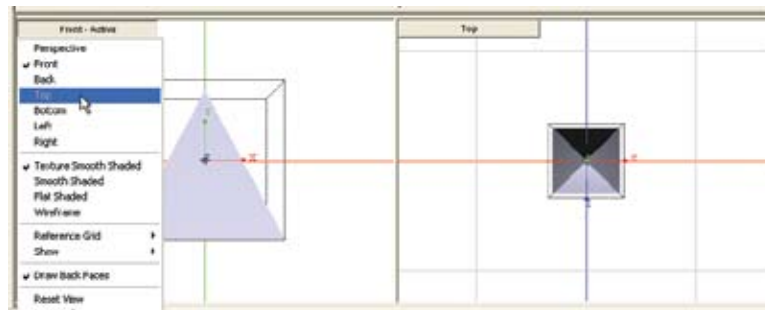 Front - Active
Perspective
Front
Back
Top
Bottom
Left
Right
Texture Smooth Shaded
Smooth Shaded
Flat Shaded
Wireframe
Reference Grid
Show
Draw Back Faces
Reset View
Top